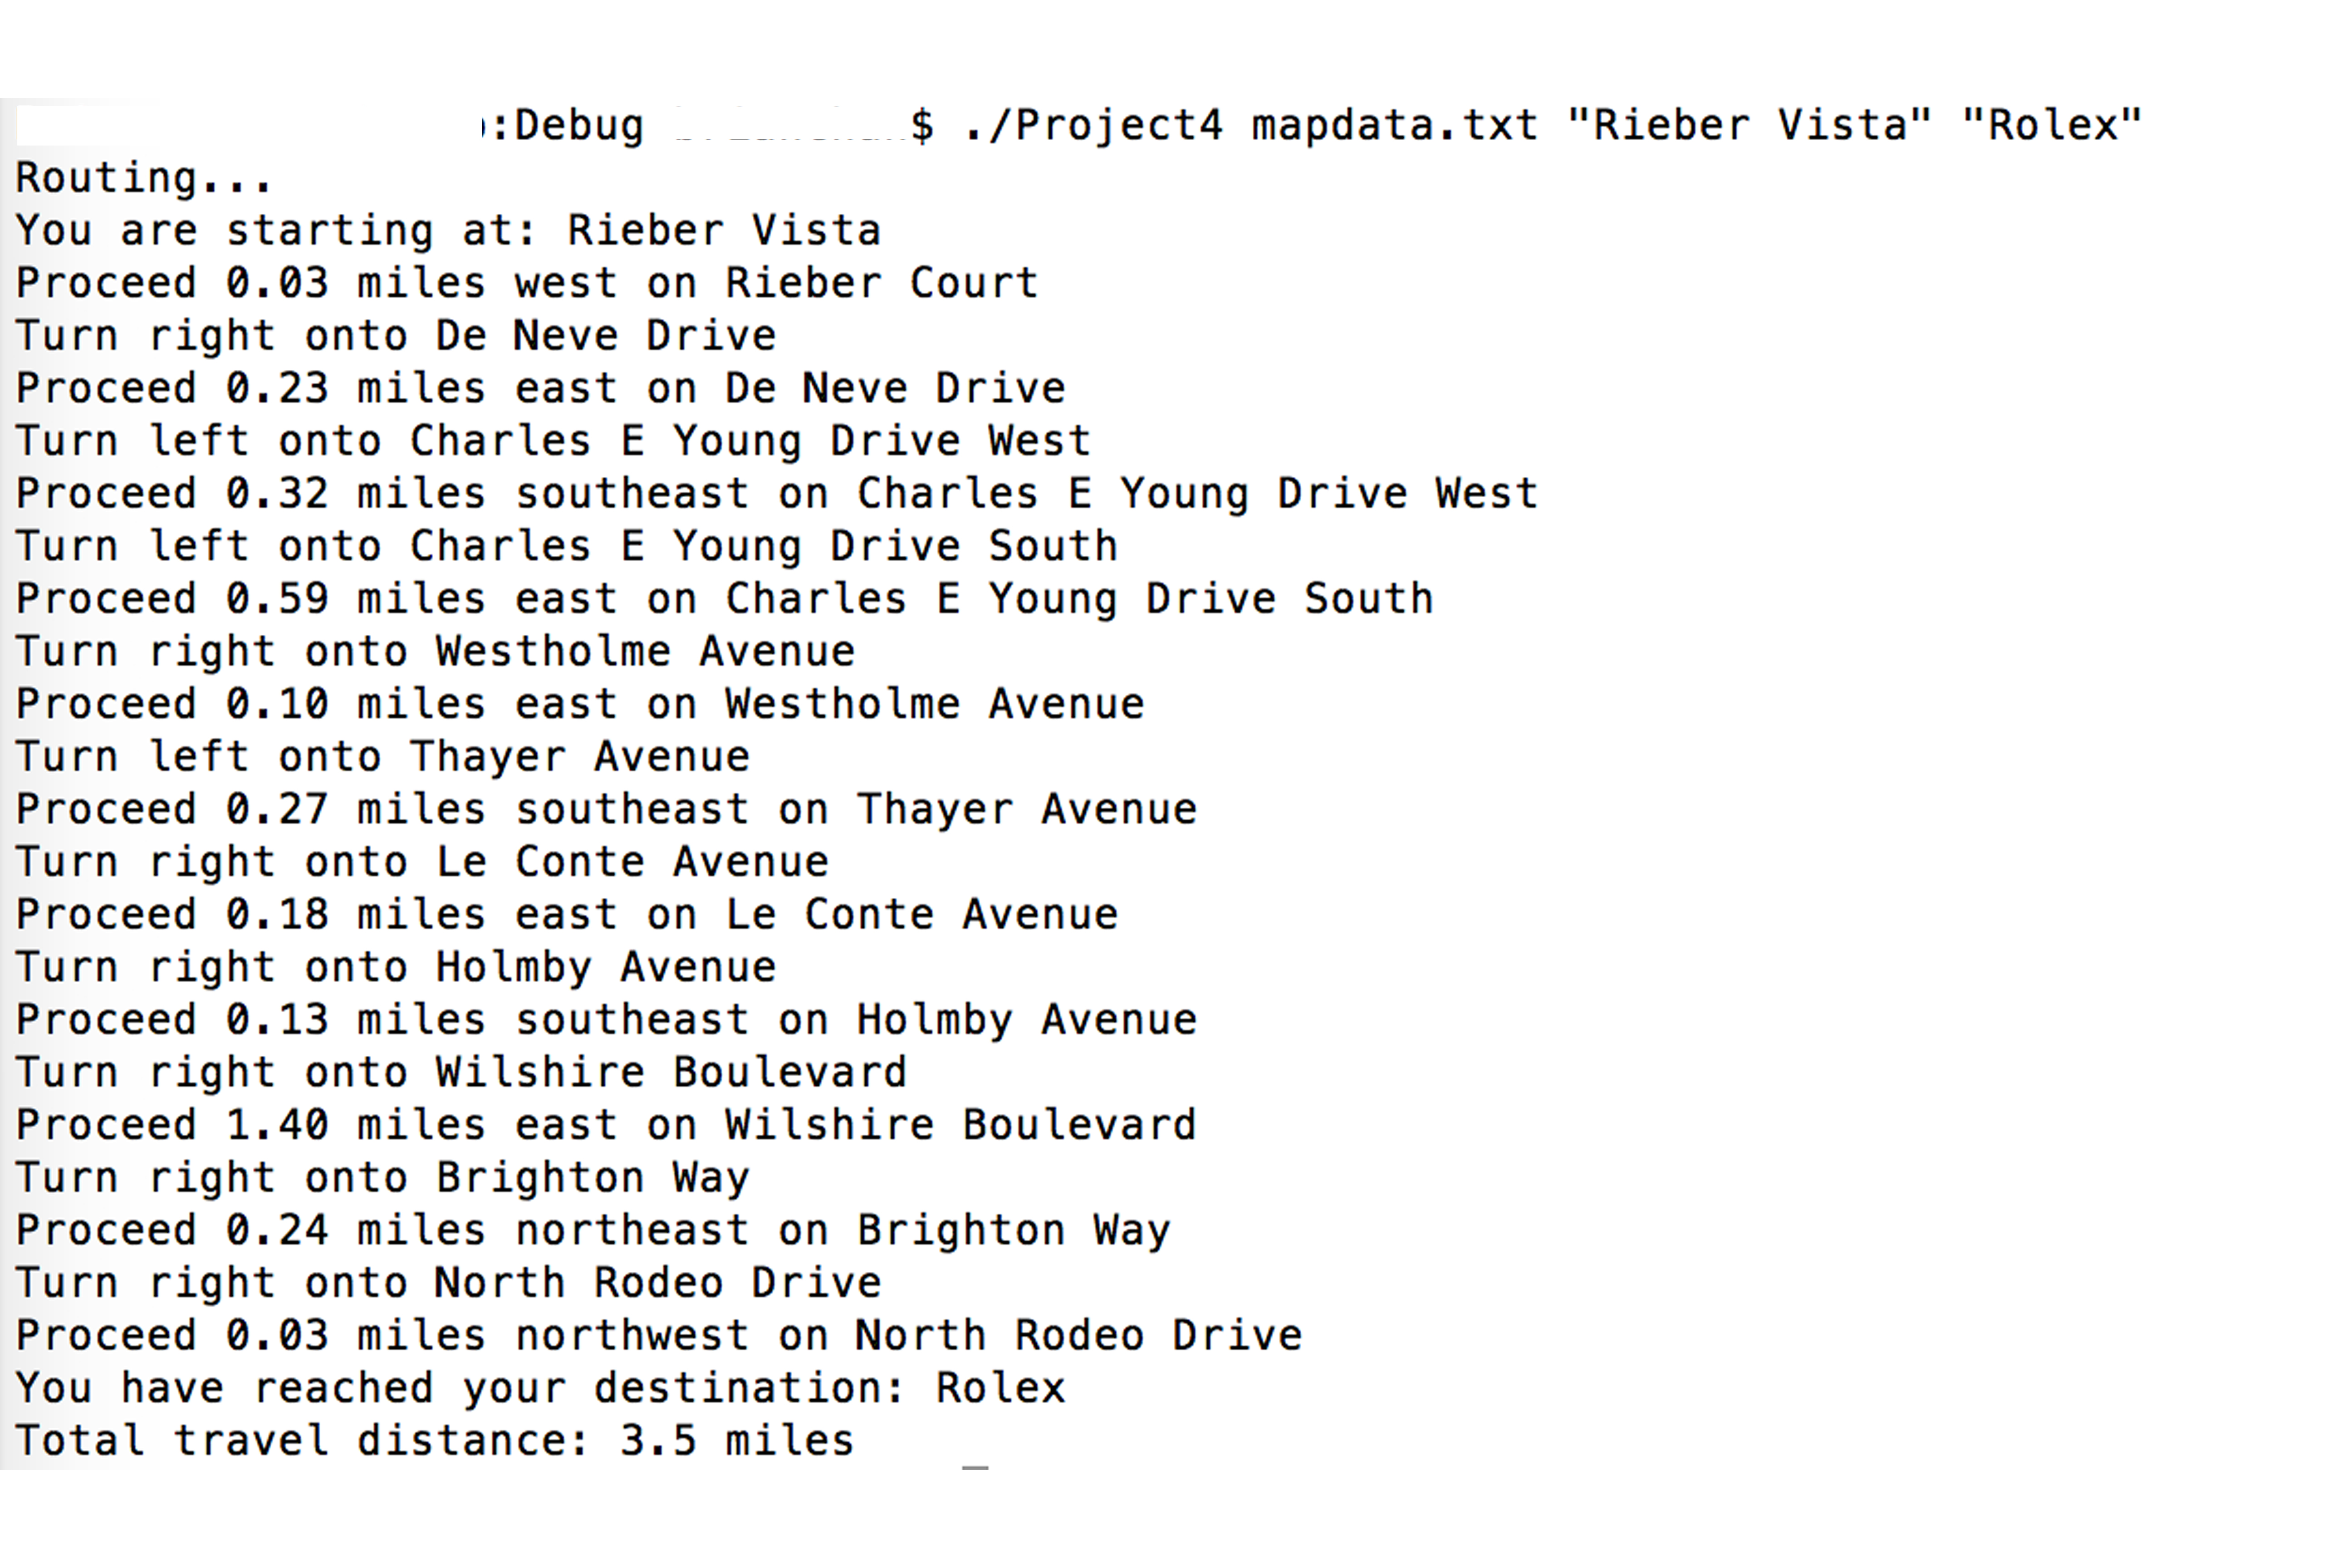 :Debug $ ./Project4 mapdata.txt "Rieber Vista" "Rolex"
Routing...
You are starting at: Rieber Vista
Proceed 0.03 miles west on Rieber Court
Turn right onto De Neve Drive
Proceed 0.23 miles east on De Neve Drive
Turn left onto Charles E Young Drive West
Proceed 0.32 miles southeast on Charles E Young Drive West
Turn left onto Charles E Young Drive South
Proceed 0.59 miles east on Charles E Young Drive South
Turn right onto Westholme Avenue
Proceed 0.10 miles east on Westholme Avenue
Turn left onto Thayer Avenue
Proceed 0.27 miles southeast on Thayer Avenue
Turn right onto Le Conte Avenue
Proceed 0.18 miles east on Le Conte Avenue
Turn right onto Holmby Avenue
Proceed 0.13 miles southeast on Holmby Avenue
Turn right onto Wilshire Boulevard
Proceed 1.40 miles east on Wilshire Boulevard
Turn right onto Brighton Way
Proceed 0.24 miles northeast on Brighton Way
Turn right onto North Rodeo Drive
Proceed 0.03 miles northwest on North Rodeo Drive
You have reached your destination: Rolex
Total travel distance: 3.5 miles